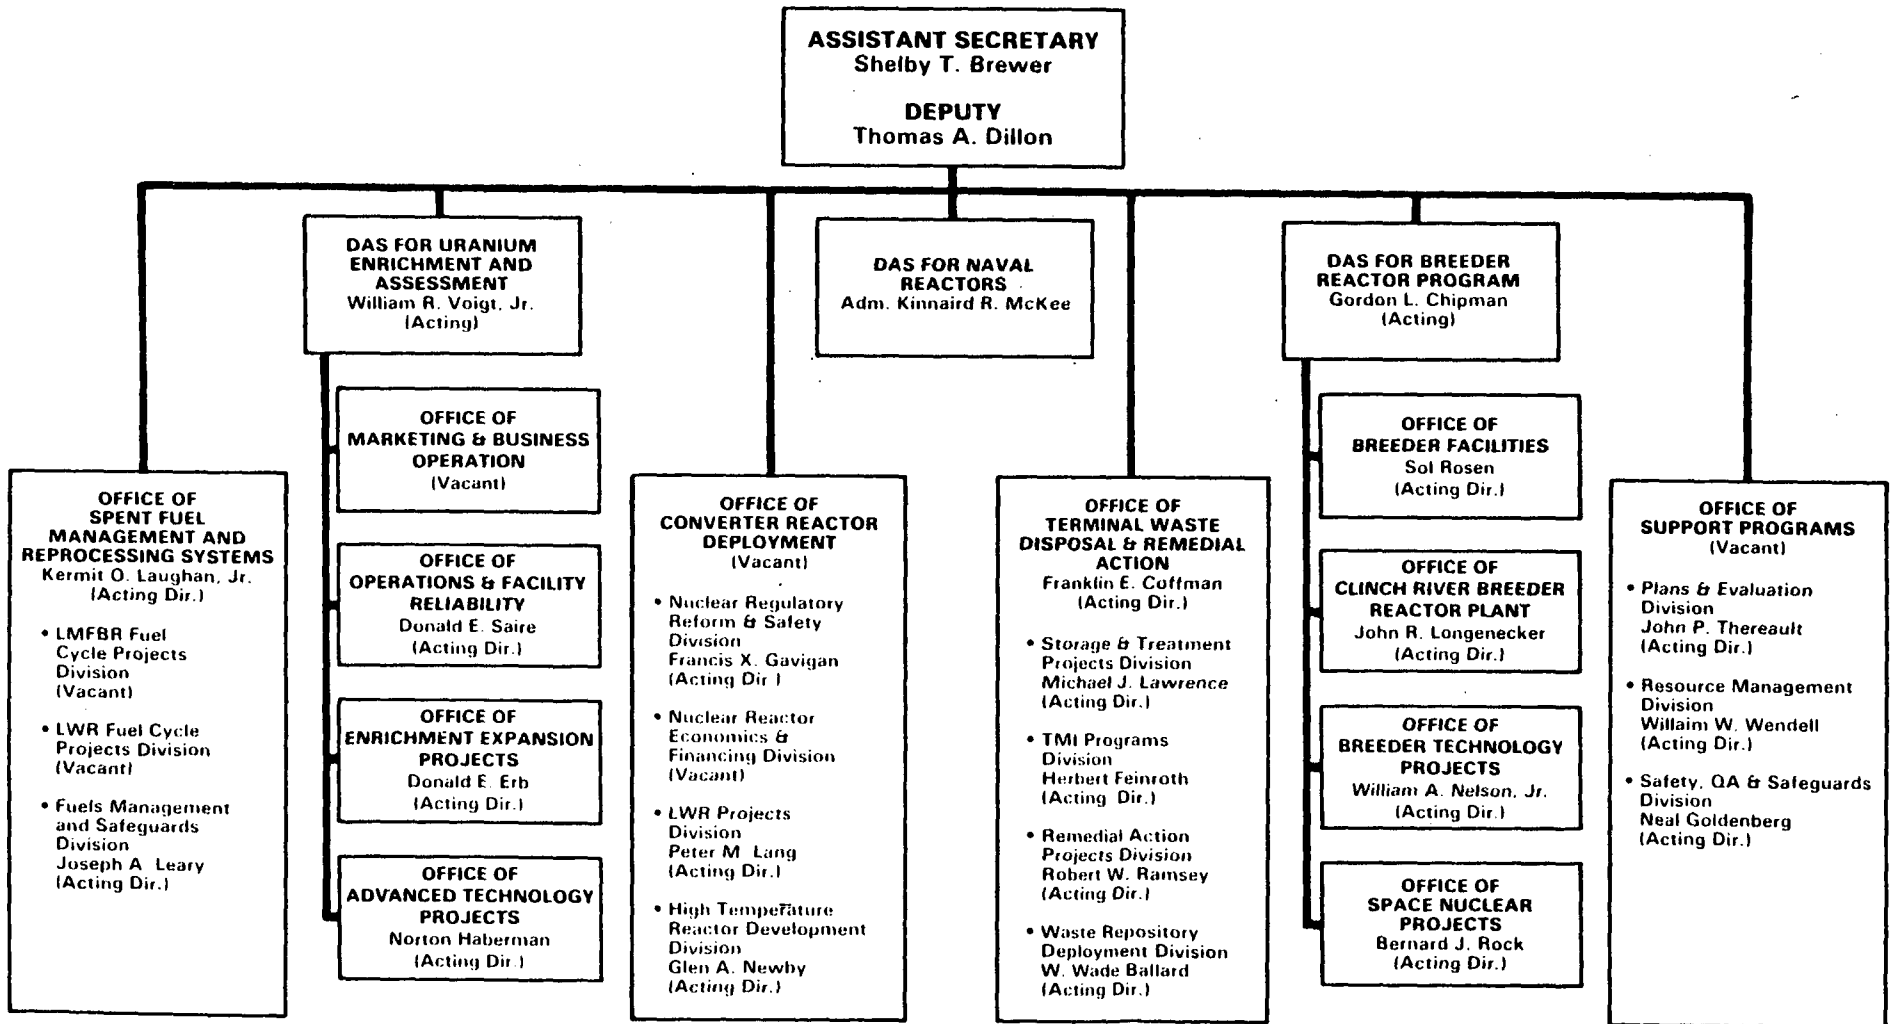 ASSISTANT SECRETARY
Shelby T. Brewer
DEPUTY
Thomas A. Dillon
DAS FOR URANIUM
ENRICHMENT AND
ASSESSMENT
William R. Voigt, Jr.
(Acting)
DAS FOR NAVAL
REACTORS
Adm. Kinnaird R. McKee
DAS FOR BREEDER
REACTOR PROGRAM
Gordon L. Chipman
(Acting)
OFFICE OF
SPENT FUEL
MANAGEMENT AND
REPROCESSING SYSTEMS
Kermit O. Laughan, Jr.
(Acting Dir.)
• LMFBR Fuel
Cycle Projects
Division
(Vacant)
• LWR Fuel Cycle
Projects Division
(Vacant)
• Fuels Management
and Safeguards
Division
Joseph A. Leary
(Acting Dir.)
OFFICE OF
MARKETING & BUSINESS
OPERATION
(Vacant)
OFFICE OF
OPERATIONS & FACILITY
RELIABILITY
Donald E. Saire
(Acting Dir.)
OFFICE OF
ENRICHMENT EXPANSION
PROJECTS
Donald E. Erb
(Acting Dir.)
OFFICE OF
ADVANCED TECHNOLOGY
PROJECTS
Norton Haberman
(Acting Dir.)
OFFICE OF
CONVERTER REACTOR
DEPLOYMENT
(Vacant)
• Nuclear Regulatory
Reform & Safety
Division
Francis X. Gavigan
(Acting Dir.)
• Nuclear Reactor
Economics &
Financing Division
(Vacant)
• LWR Projects
Division
Peter M. Lang
(Acting Dir.)
• High Temperature
Reactor Development
Division
Glen A. Newby
(Acting Dir.)
OFFICE OF
TERMINAL WASTE
DISPOSAL & REMEDIAL
ACTION
Franklin E. Coffman
(Acting Dir.)
• Storage & Treatment
Projects Division
Michael J. Lawrence
(Acting Dir.)
• TMI Programs
Division
Herbert Feinroth
(Acting Dir.)
• Remedial Action
Projects Division
Robert W. Ramsey
(Acting Dir.)
• Waste Repository
Deployment Division
W. Wade Ballard
(Acting Dir.)
OFFICE OF
BREEDER FACILITIES
Sol Rosen
(Acting Dir.)
OFFICE OF
CLINCH RIVER BREEDER
REACTOR PLANT
John R. Longenecker
(Acting Dir.)
OFFICE OF
BREEDER TECHNOLOGY
PROJECTS
William A. Nelson, Jr.
(Acting Dir.)
OFFICE OF
SPACE NUCLEAR
PROJECTS
Bernard J. Rock
(Acting Dir.)
OFFICE OF
SUPPORT PROGRAMS
(Vacant)
• Plans & Evaluation
Division
John P. Thereault
(Acting Dir.)
• Resource Management
Division
Willaim W. Wendell
(Acting Dir.)
• Safety, QA & Safeguards
Division
Neal Goldenberg
(Acting Dir.)